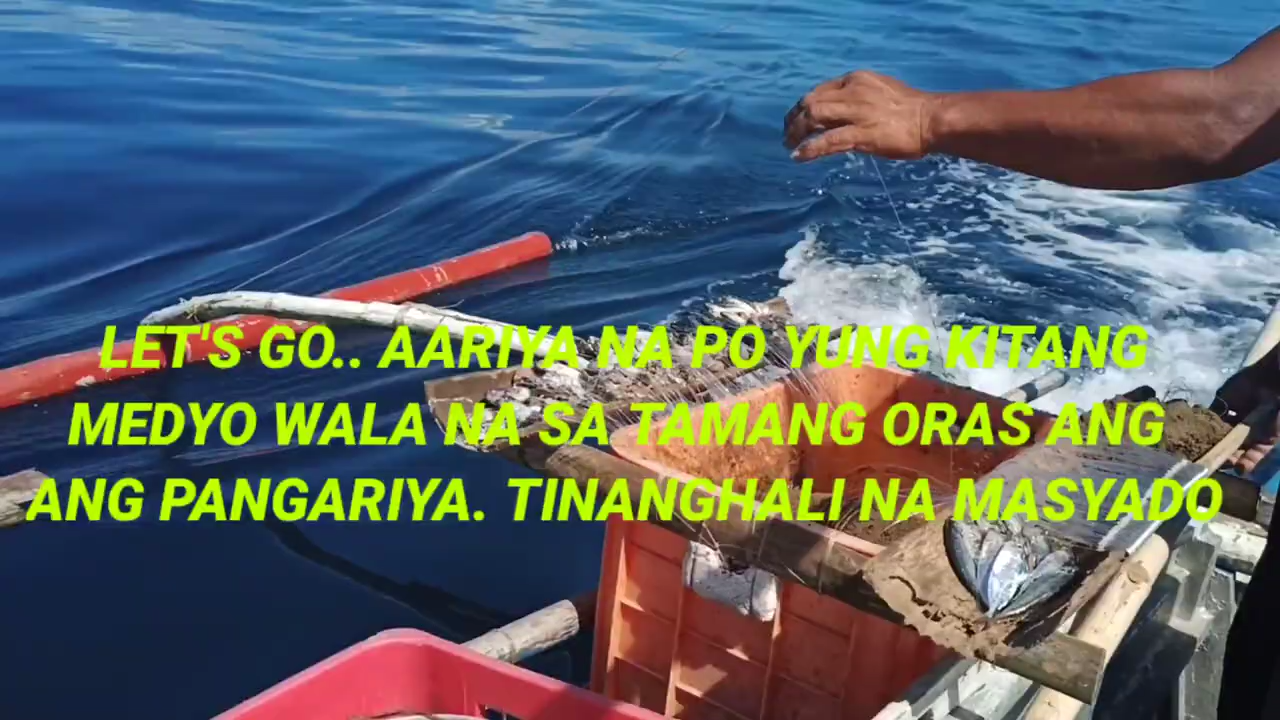 LET'S GO.. AARIYA NA PO YUNG KITANG
MEDYO WALA NA SA TAMANG ORAS ANG
ANG PANGARIYA. TINANGHALI NA MASYADO